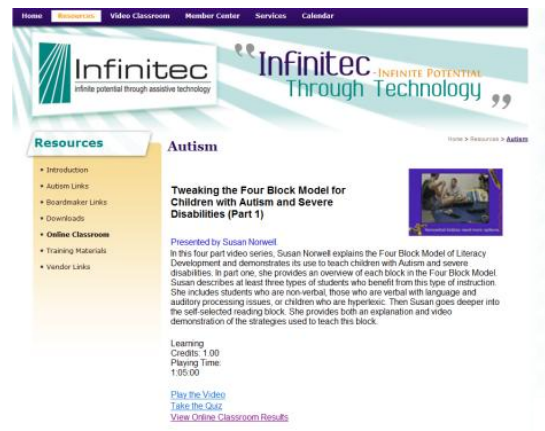 Home Resources Video Classroom Member Center Services Calendar
Infinitec
infinite potential through assistive technology
"Infinitec -INFINITE POTENTIAL
Through Technology"
Resources
• Introduction
• Autism Links
• Boardmaker Links
• Downloads
• Online Classroom
• Training Materials
• Vendor Links
Home > Resources > Autism
Autism
Tweaking the Four Block Model for
Children with Autism and Severe
Disabilities (Part 1)
Presented by Susan Norwell
In this four part video series, Susan Norwell explains the Four Block Model of Literacy
Development and demonstrates its use to teach children with Autism and severe
disabilities. In part one, she provides an overview of each block in the Four Block Model.
Susan describes at least three types of students who benefit from this type of instruction.
She includes students who are non-verbal, those who are verbal with language and
auditory processing issues, or children who are hyperlexic. Then Susan goes deeper into
the self-selected reading block. She provides both an explanation and video
demonstration of the strategies used to teach this block.
Learning
Credits: 1.00
Playing Time:
1:05:00
Play the Video
Take the Quiz
View Online Classroom Results